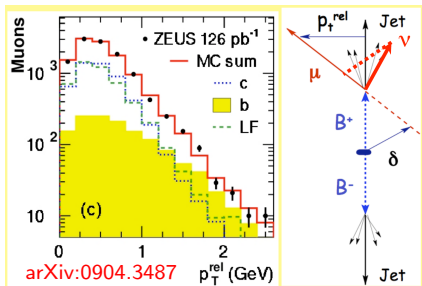 Muons
10³
10²
10
ZEUS 126 pb⁻¹
MC sum
c
b
LF
(c)
0 1 2
p_T^rel (GeV)
arXiv:0904.3487
p_t^rel
Jet
ν
μ
B⁺
δ
B⁻
Jet